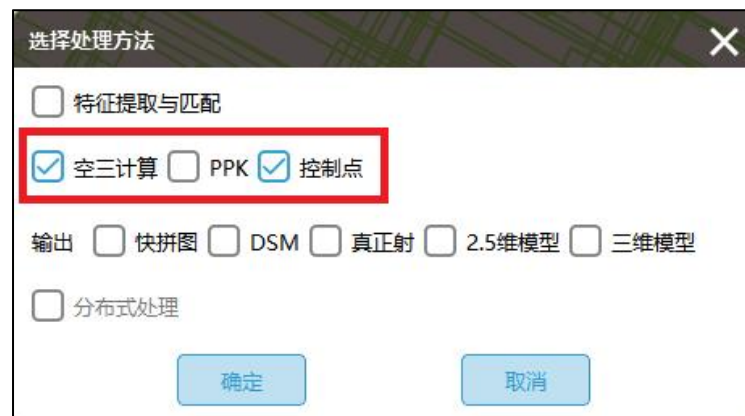 选择处理方法
特征提取与匹配
空三计算 PPK 控制点
输出 快拼图 DSM 真正射 2.5维模型 三维模型
分布式处理
确定 取消